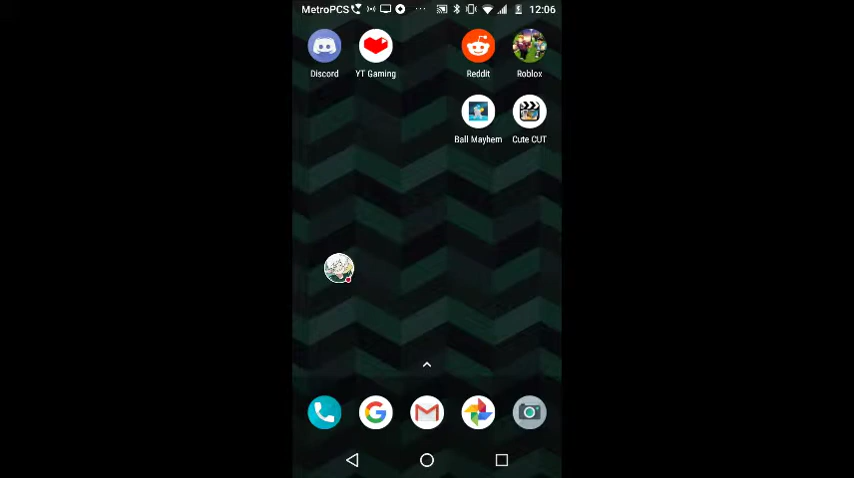 MetroPCS 12:06
Discord YT Gaming Reddit Roblox
Ball Mayhem Cute CUT